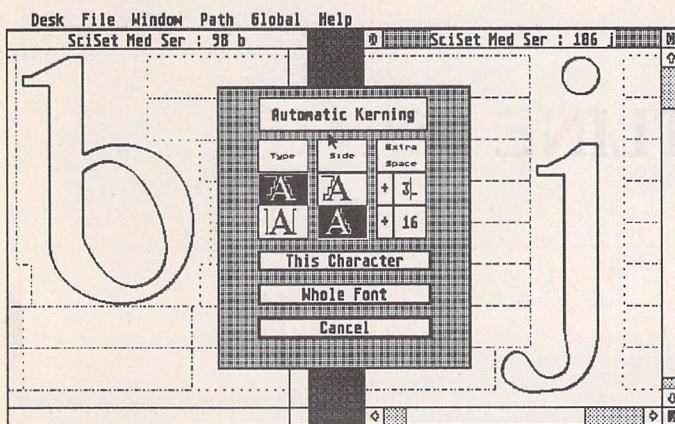 Desk File Window Path Global Help
SciSet Med Ser : 98 b
SciSet Med Ser : 106 j
Automatic Kerning
Type Side Extra Space
A A + 3_
A A + 16
This Character
Whole Font
Cancel
b j